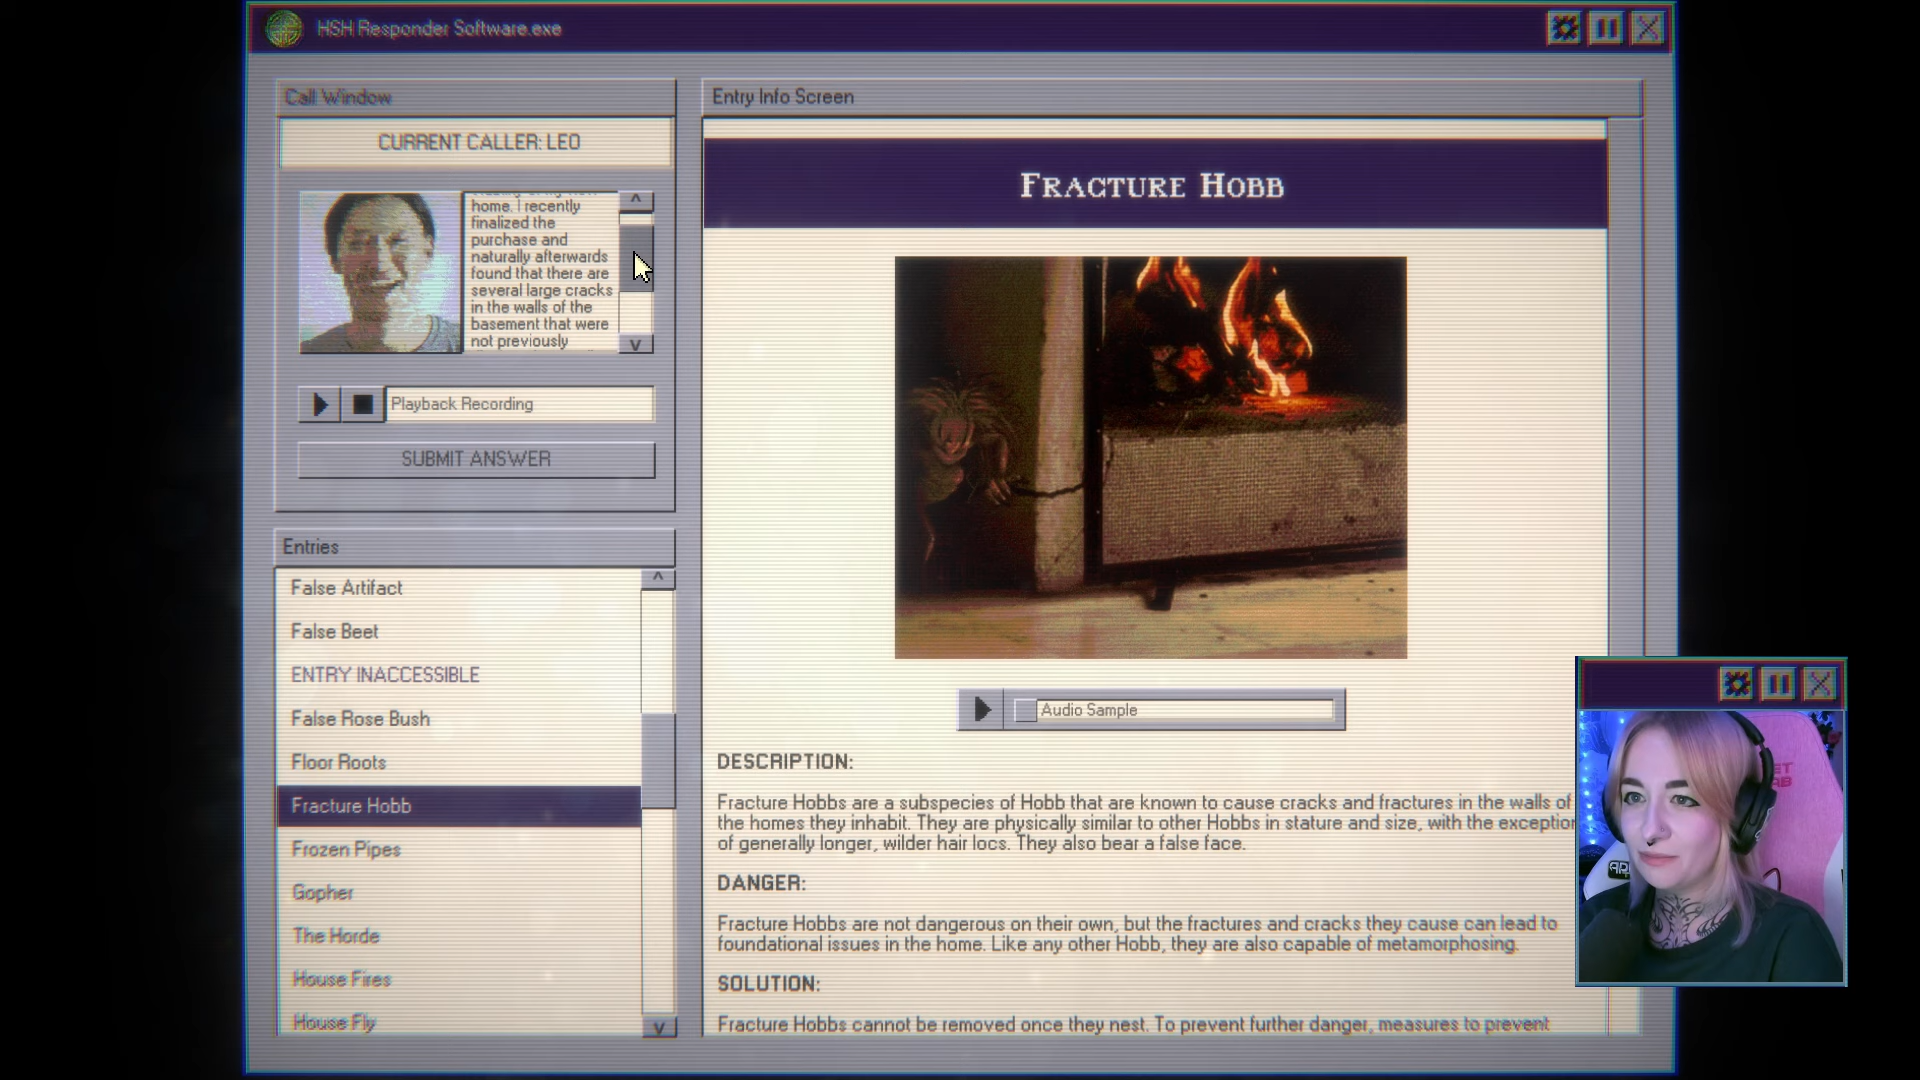 HSH Responder Software.exe
Call Window
CURRENT CALLER: LEO
home. I recently
finalized the
purchase and
naturally afterwards
found that there are
several large cracks
in the walls of the
basement that were
not previously
Playback Recording
SUBMIT ANSWER
Entries
False Artifact
False Beet
ENTRY INACCESSIBLE
False Rose Bush
Floor Roots
Fracture Hobb
Frozen Pipes
Gopher
The Horde
House Fires
House Fly
Entry Info Screen
FRACTURE HOBB
Audio Sample
DESCRIPTION:
Fracture Hobbs are a subspecies of Hobb that are known to cause cracks and fractures in the walls of
the homes they inhabit. They are physically similar to other Hobbs in stature and size, with the exception
of generally longer, wilder hair locs. They also bear a false face.
DANGER:
Fracture Hobbs are not dangerous on their own, but the fractures and cracks they cause can lead to
foundational issues in the home. Like any other Hobb, they are also capable of metamorphosing.
SOLUTION:
Fracture Hobbs cannot be removed once they nest. To prevent further danger, measures to prevent